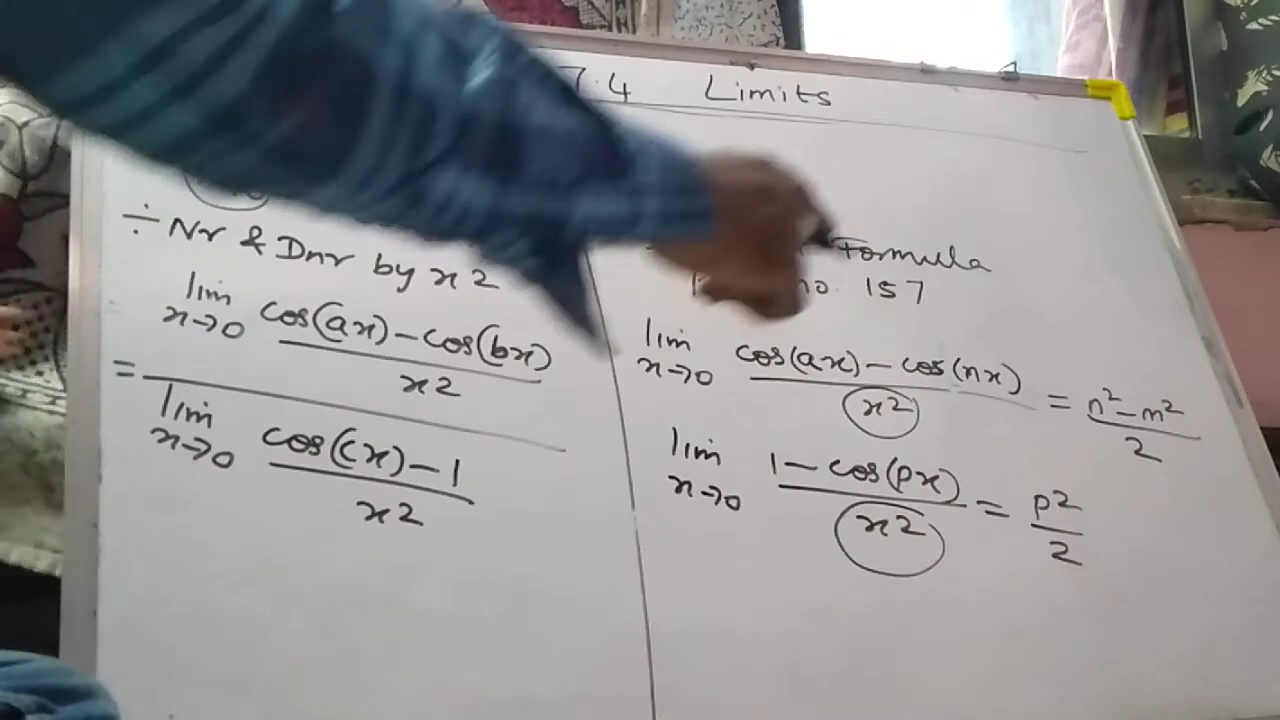 7.4 Limits
÷ Nr & Dnr by x2
lim x→0 cos(ax) – cos(bx) / x2
=
lim x→0 cos(cx) – 1 / x2
Formula
no. 157
lim x→0 cos(ax) – cos(nx) / x2 = n² – m² / 2
lim x→0 1 – cos(px) / x2 = p2 / 2